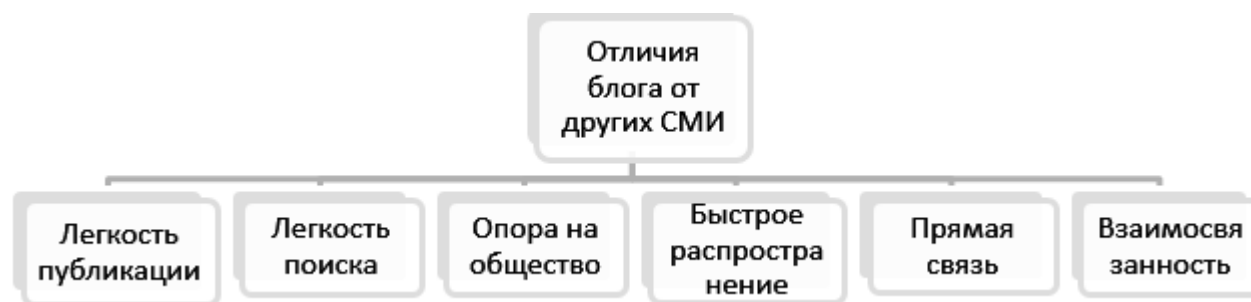 Отличия
блога от
других СМИ
Легкость
публикации
Легкость
поиска
Опора на
общество
Быстрое
распростра
нение
Прямая
связь
Взаимосвя
занность